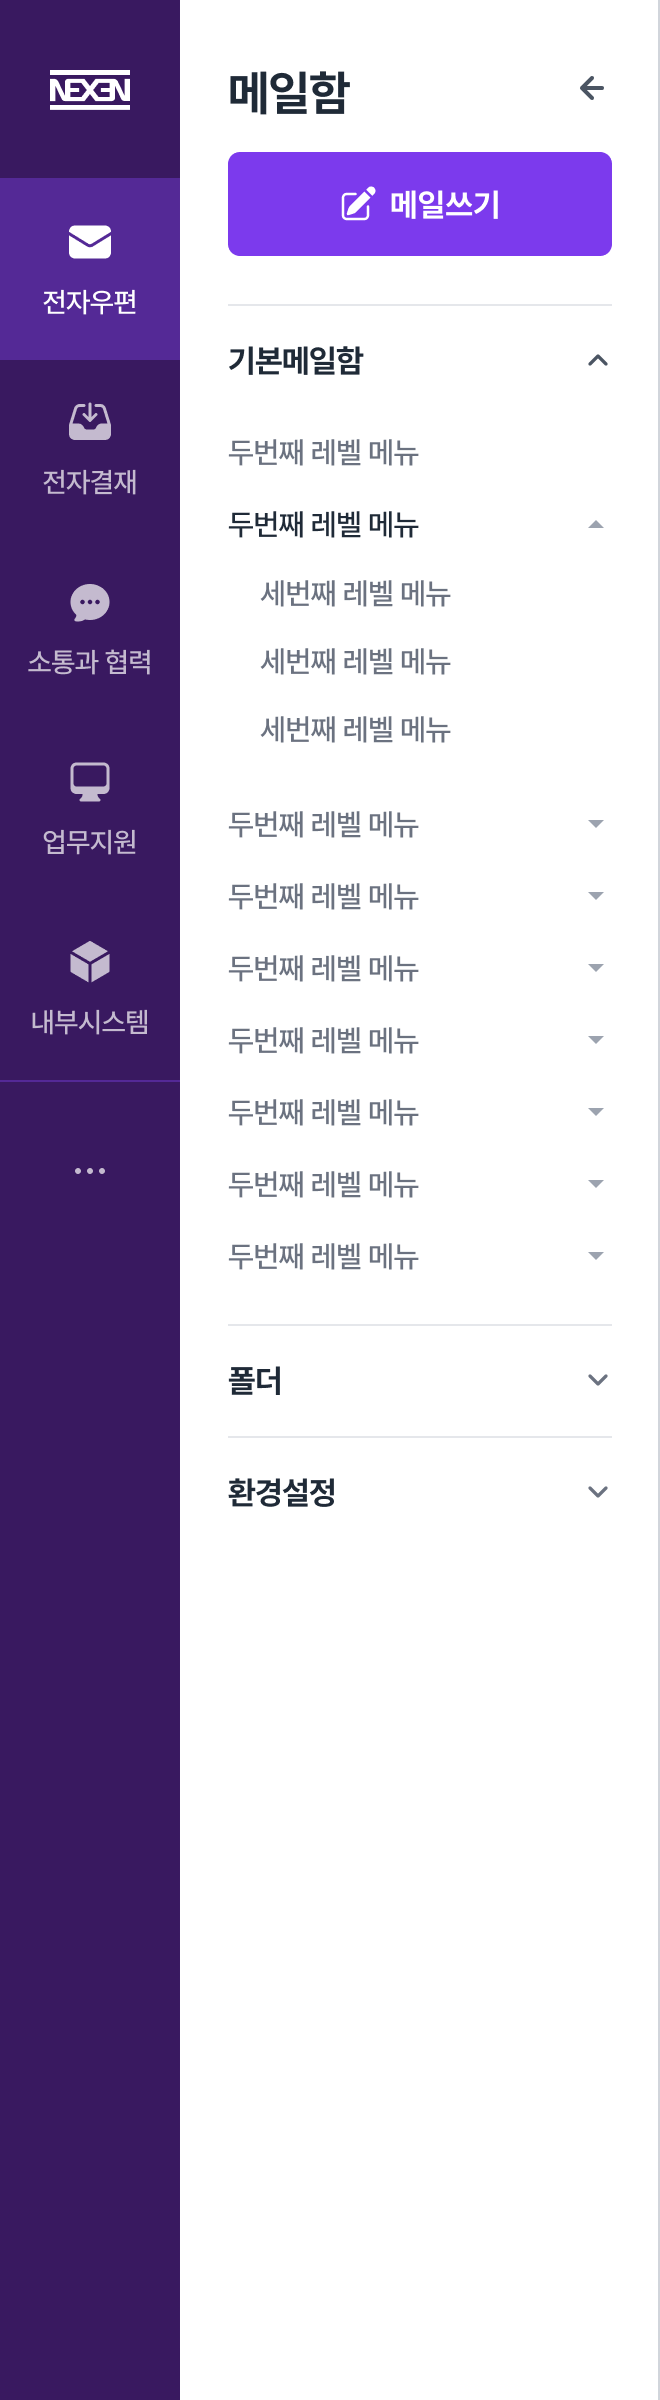 NEXEN
전자우편
전자결재
소통과 협력
업무지원
내부시스템
메일함
메일쓰기
기본메일함
두번째 레벨 메뉴
두번째 레벨 메뉴
세번째 레벨 메뉴
세번째 레벨 메뉴
세번째 레벨 메뉴
두번째 레벨 메뉴
두번째 레벨 메뉴
두번째 레벨 메뉴
두번째 레벨 메뉴
두번째 레벨 메뉴
두번째 레벨 메뉴
두번째 레벨 메뉴
폴더
환경설정